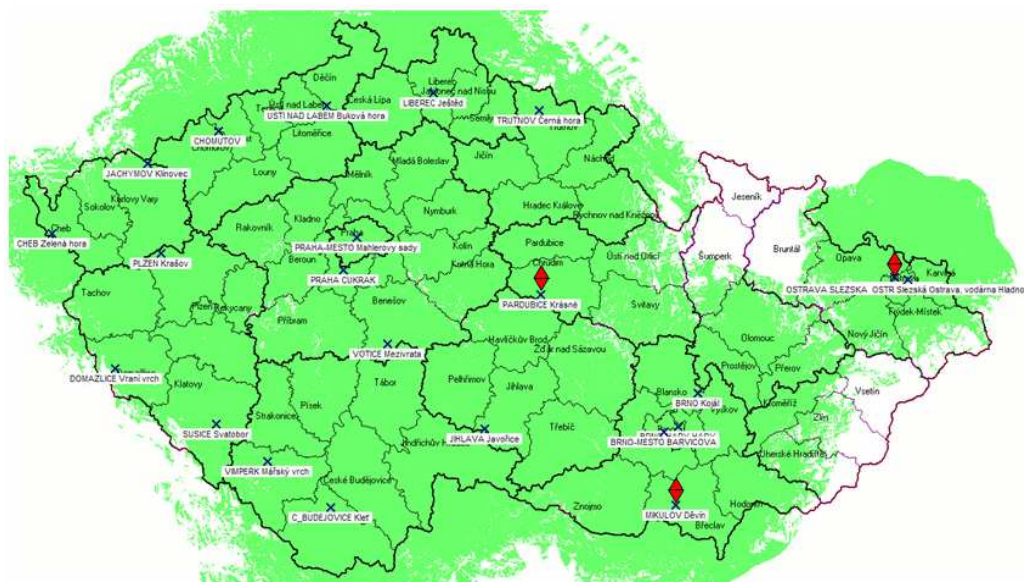 Děčín
Liberec
Jablonec nad Nisou
LIBEREC Ještěd
Ústí nad Labem
Česká Lípa
USTI NAD LABEM Buková hora
Semily
TRUTNOV Černá hora
Trutnov
CHOMUTOV
Chomutov
Litoměřice
Mladá Boleslav
Jičín
Náchod
JACHYMOV Klínovec
Louny
Mělník
Jeseník
Karlovy Vary
Sokolov
Hradec Králové
Rychnov nad Kněžnou
Nymburk
Kladno
Rakovník
Cheb
CHEB Zelená hora
Praha
PRAHA-MESTO Mahlerovy sady
Kolín
Pardubice
Šumperk
Bruntál
Opava
PLZEN Krašov
Beroun
Kutná Hora
Chrudim
Ústí nad Orlicí
Karviná
PRAHA CUKRAK
OSTRAVA SLEZSKA
OSTR Slezská Ostrava, vodárna Hladno
Tachov
Plzeň
Rokycany
Benešov
PARDUBICE Krásné
Svitavy
Frýdek-Místek
Příbram
Nový Jičín
VOTICE Mezivrata
Havlíčkův Brod
Žďár nad Sázavou
Olomouc
DOMAZLICE Vraní vrch
Klatovy
Tábor
Pelhřimov
Jihlava
Prostějov
Přerov
Blansko
Vsetín
BRNO Kojál
Vyškov
Kroměříž
Písek
Strakonice
Zlín
SUSICE Svatobor
Třebíč
JIHLAVA Javořice
BRNO-MESTO BARVICOVA
Jindřichův
Uherské Hradiště
VIMPERK Mářský vrch
České Budějovice
C_BUDEJOVICE Kleť
Znojmo
MIKULOV Děvín
Hodonín
Břeclav